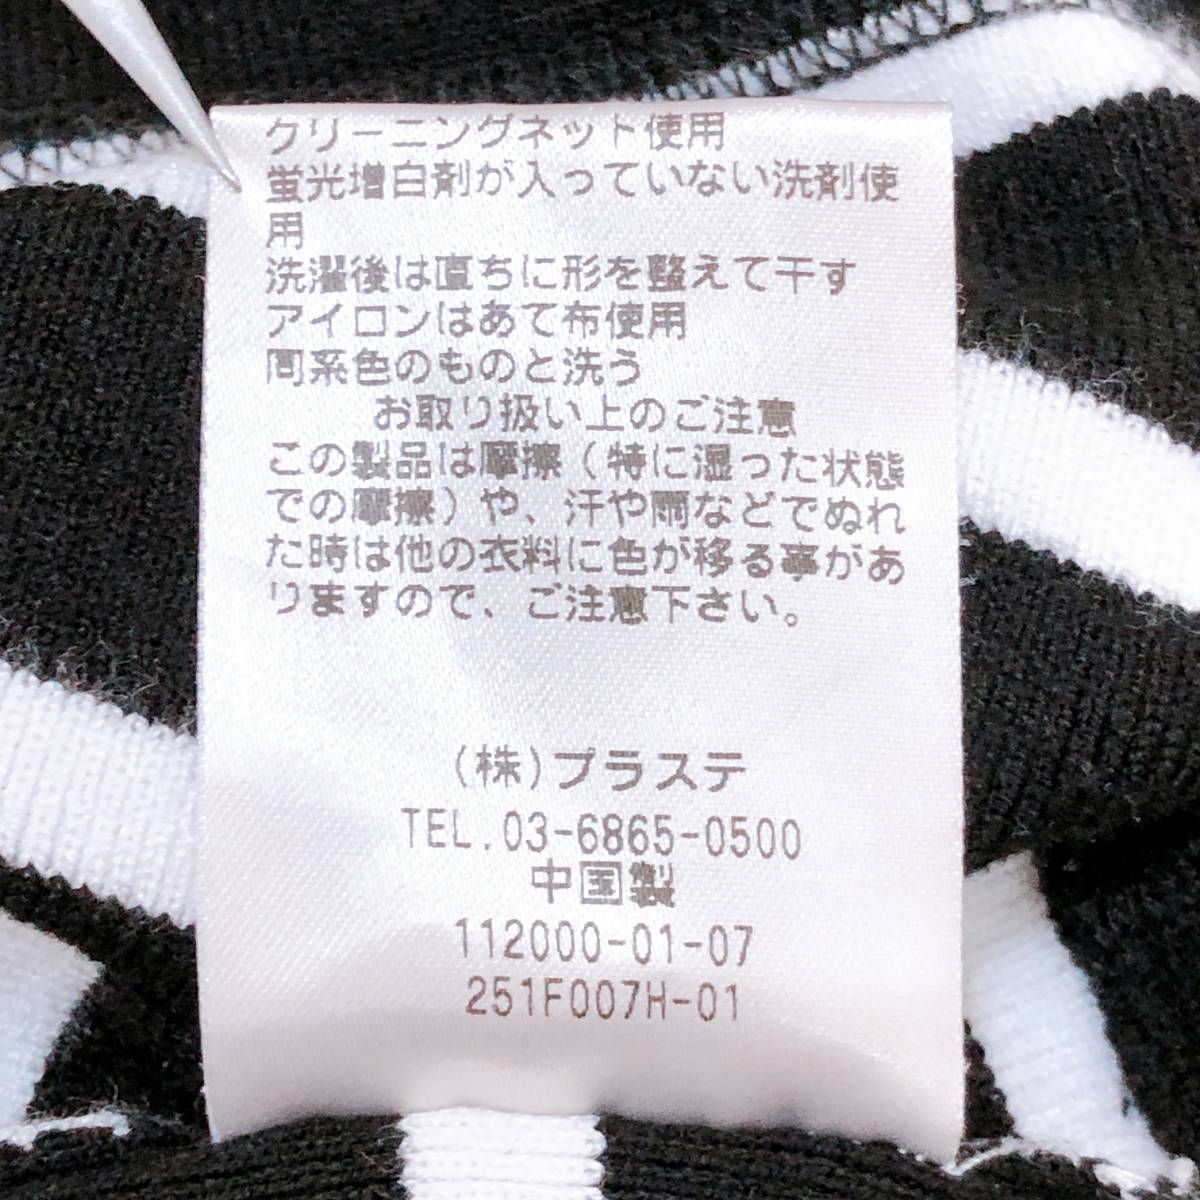 クリーニングネット使用
蛍光増白剤が入っていない洗剤使
用
洗濯後は直ちに形を整えて干す
アイロンはあて布使用
同系色のものと洗う
お取り扱い上のご注意
この製品は摩擦(特に湿った状態
での摩擦)や、汗や雨などでぬれ
た時は他の衣料に色が移る事があ
りますので、ご注意下さい。
(株)プラステ
TEL.03-6865-0500
中国製
112000-01-07
251F007H-01